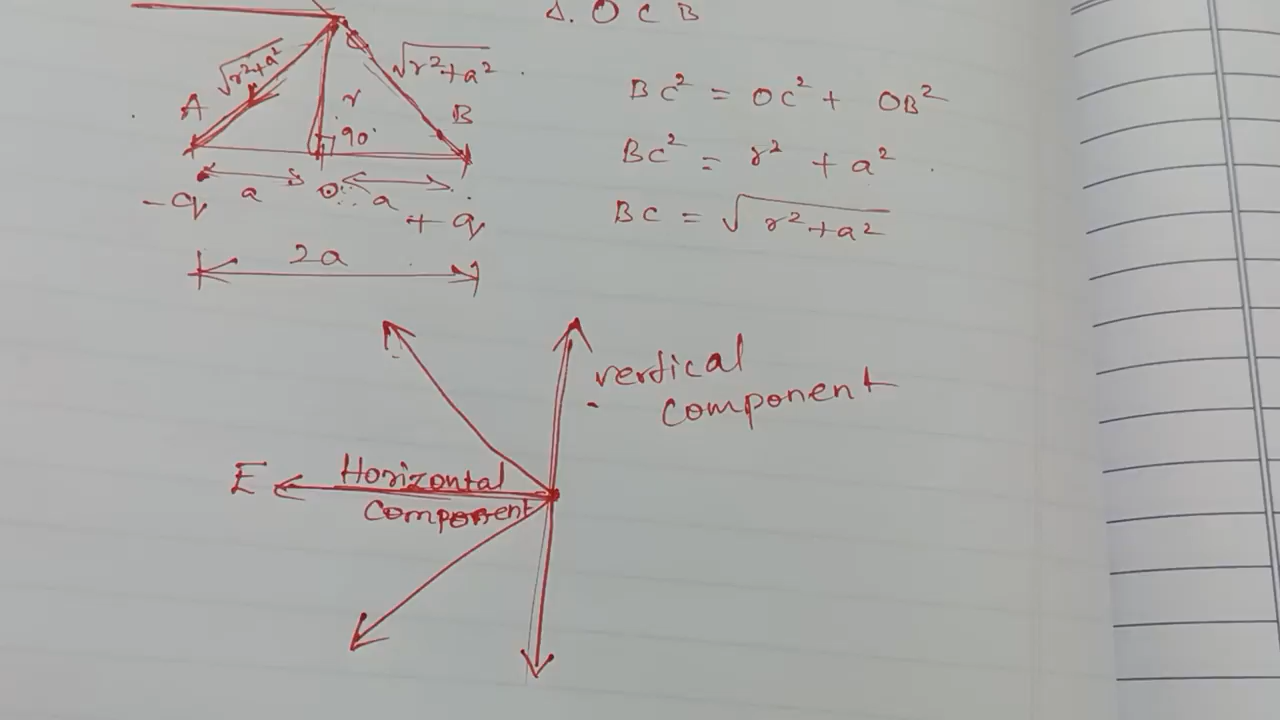 Δ. O C B
√r²+a²
√r²+a² .
BC² = OC² + OB²
A
r
B
90°
BC² = r² + a² .
a
O
a
-q
+q
BC = √r²+a²
2a
vertical
component
E
Horizontal
Component